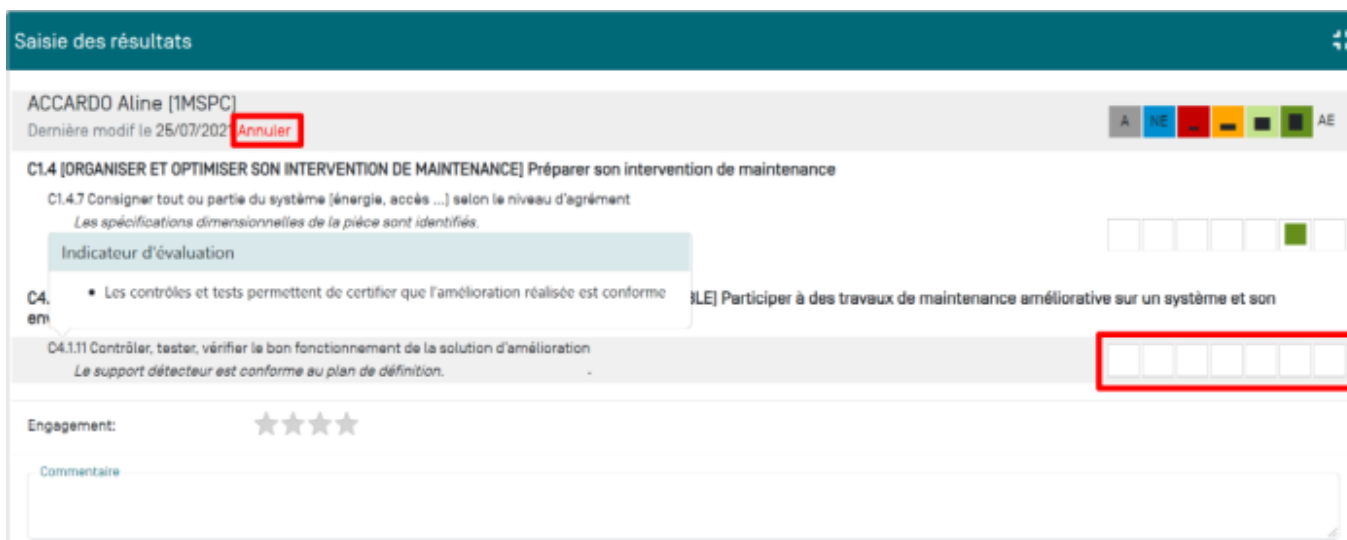 Saisie des résultats
ACCARDO Aline [1MSPC]
Dernière modif le 25/07/2021 Annuler
A NE AE
C1.4 [ORGANISER ET OPTIMISER SON INTERVENTION DE MAINTENANCE] Préparer son intervention de maintenance
C1.4.7 Consigner tout ou partie du système [énergie, accès ...] selon le niveau d'agrément
Les spécifications dimensionnelles de la pièce sont identifiés.
Indicateur d'évaluation
• Les contrôles et tests permettent de certifier que l'amélioration réalisée est conforme
C4. BLE] Participer à des travaux de maintenance améliorative sur un système et son
env
C4.1.11 Contrôler, tester, vérifier le bon fonctionnement de la solution d'amélioration
Le support détecteur est conforme au plan de définition.
Engagement:
Commentaire